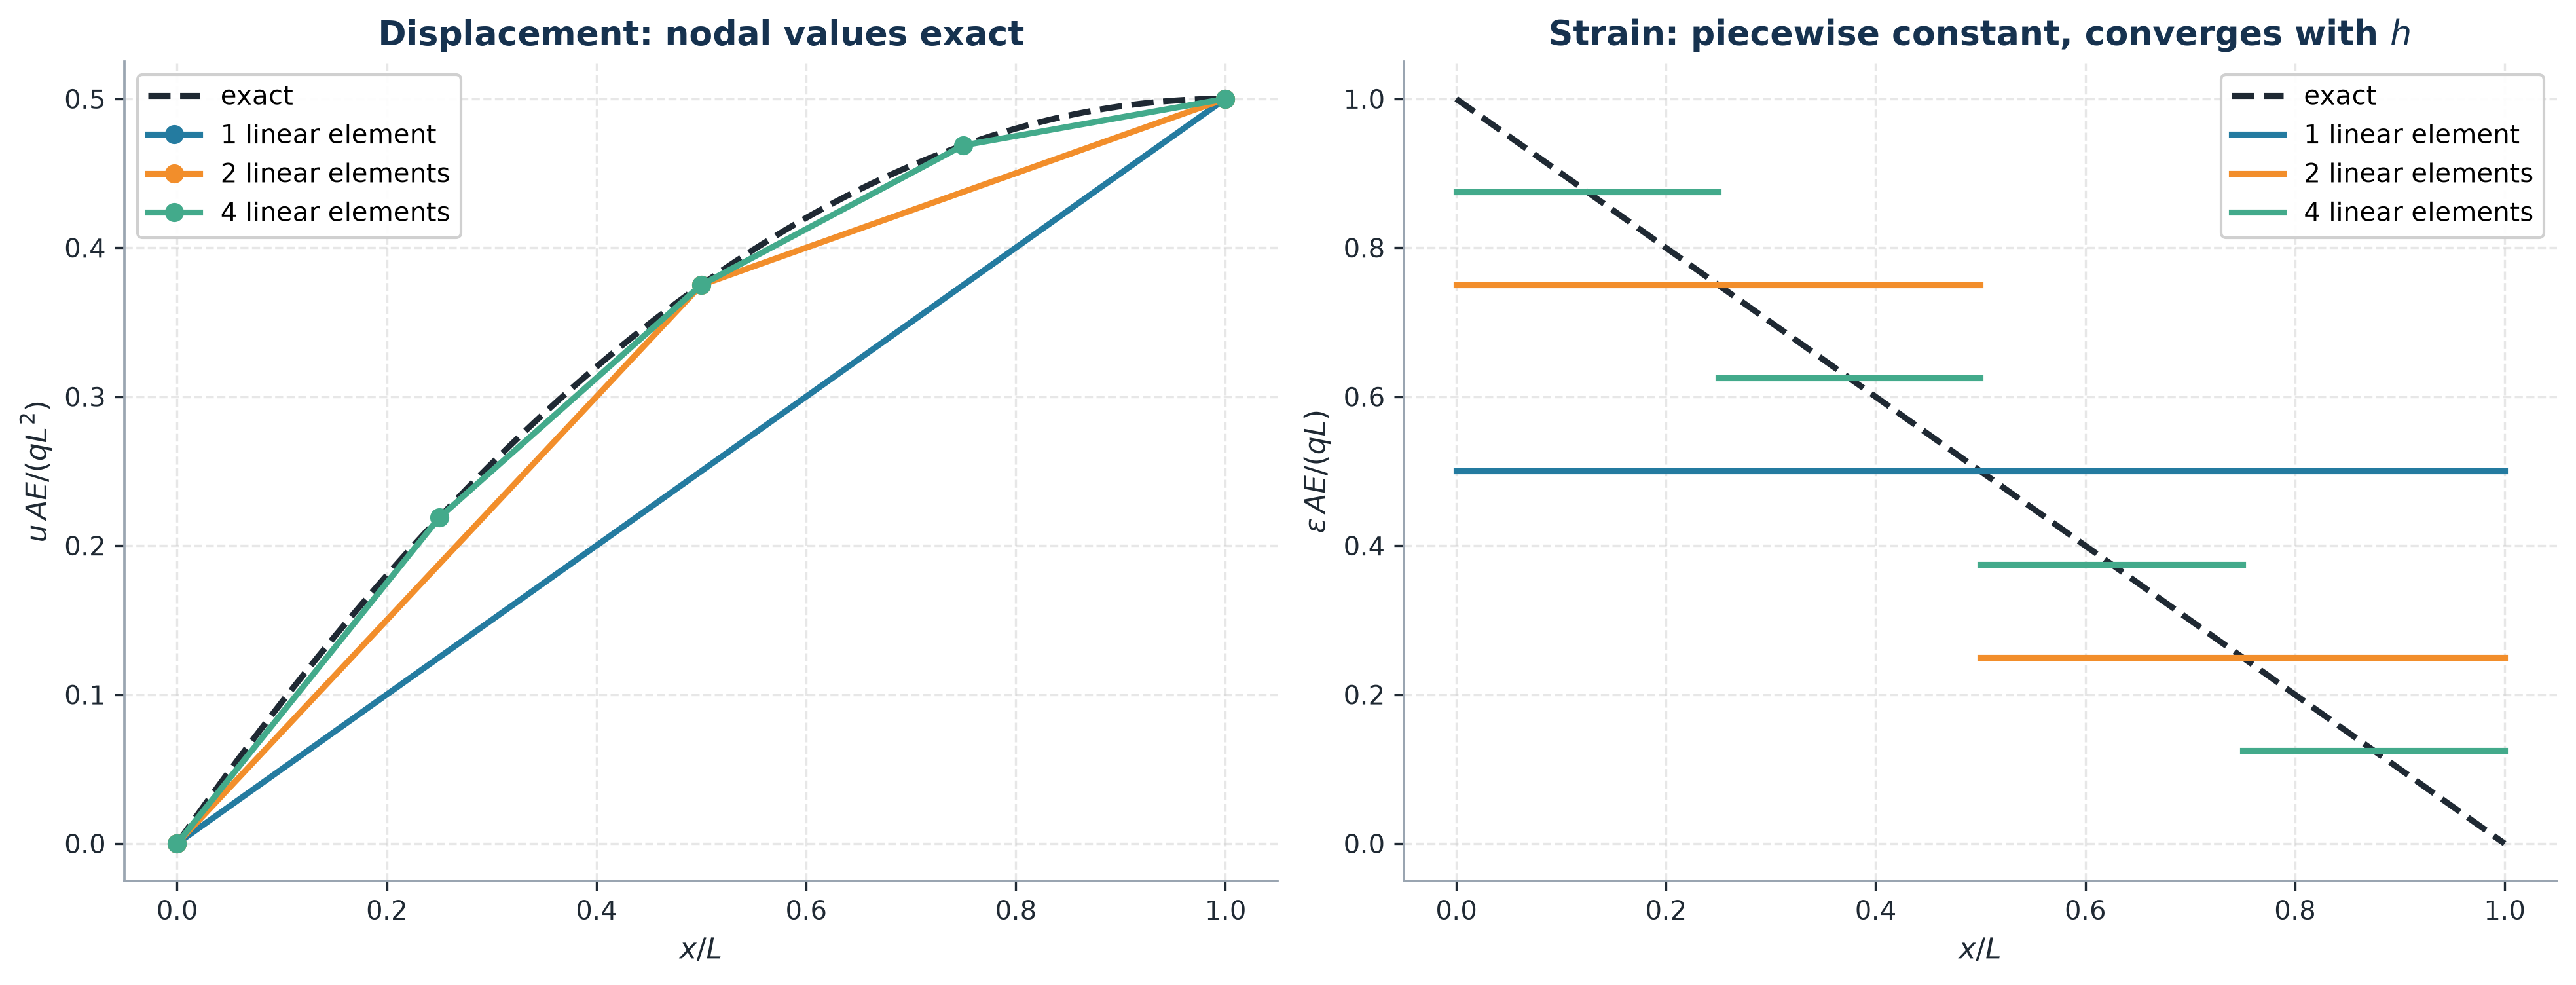 Displacement: nodal values exact
exact
1 linear element
2 linear elements
4 linear elements
0.5
0.4
0.3
0.2
0.1
0.0
u AE/(qL²)
0.0 0.2 0.4 0.6 0.8 1.0
x/L
Strain: piecewise constant, converges with h
exact
1 linear element
2 linear elements
4 linear elements
1.0
0.8
0.6
0.4
0.2
0.0
ε AE/(qL)
0.0 0.2 0.4 0.6 0.8 1.0
x/L